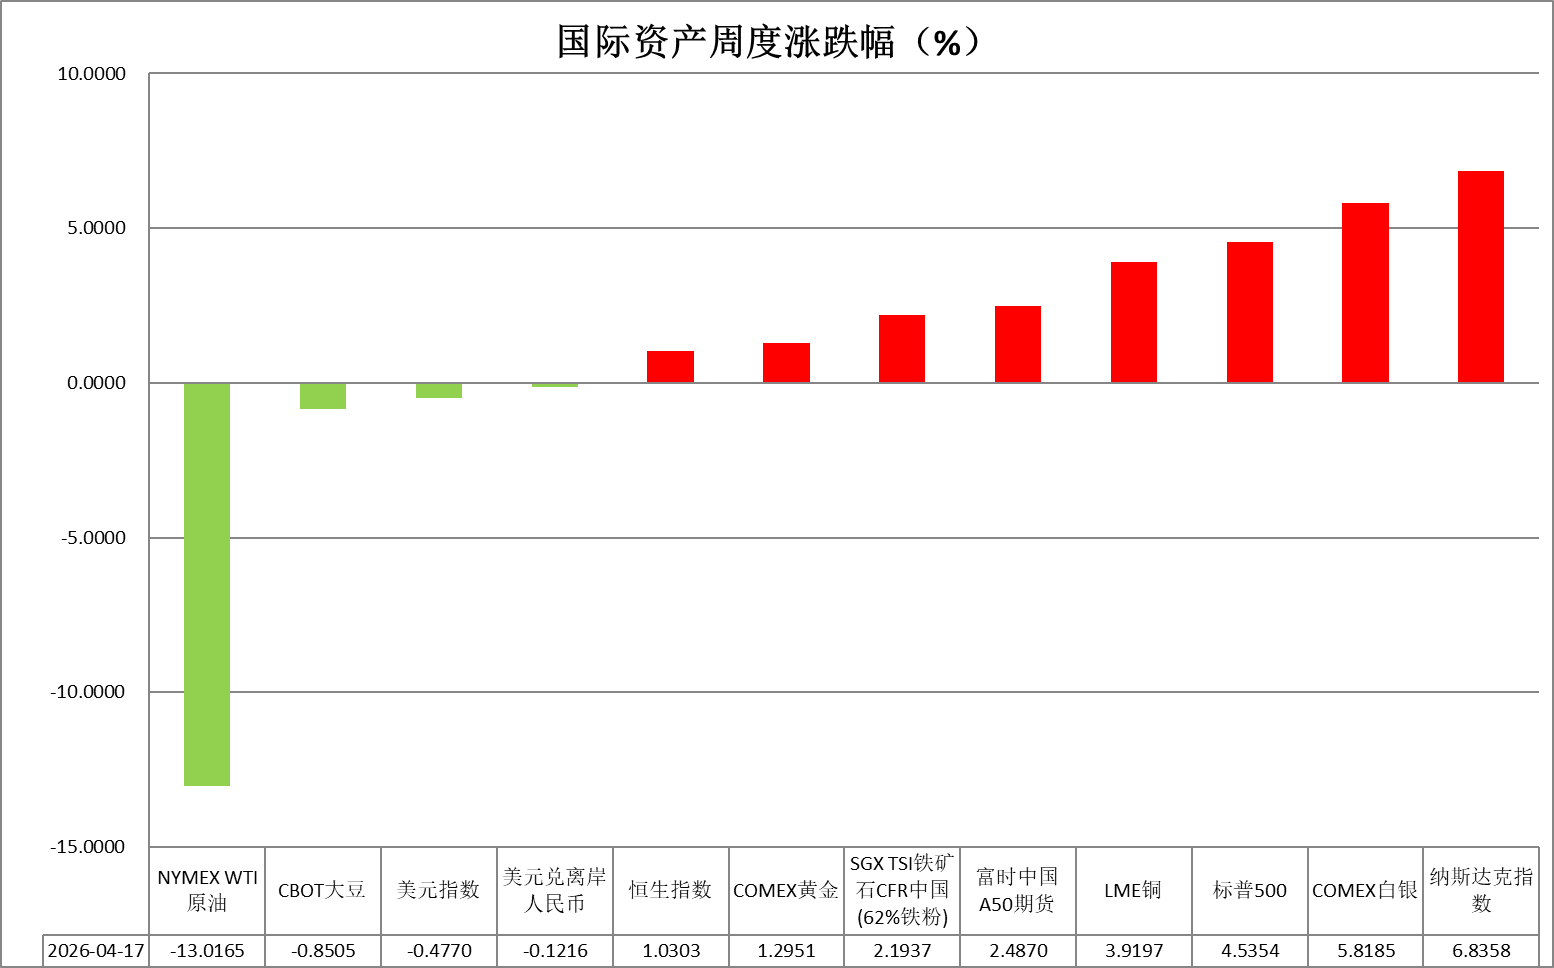 国际资产周度涨跌幅（%）
10.0000
5.0000
0.0000
-5.0000
-10.0000
-15.0000
NYMEX WTI
原油
CBOT大豆
美元指数
美元兑离岸
人民币
恒生指数
COMEX黄金
SGX TSI铁矿
石CFR中国
(62%铁粉)
富时中国
A50期货
LME铜
标普500
COMEX白银
纳斯达克指
数
2026-04-17 -13.0165 -0.8505 -0.4770 -0.1216 1.0303 1.2951 2.1937 2.4870 3.9197 4.5354 5.8185 6.8358